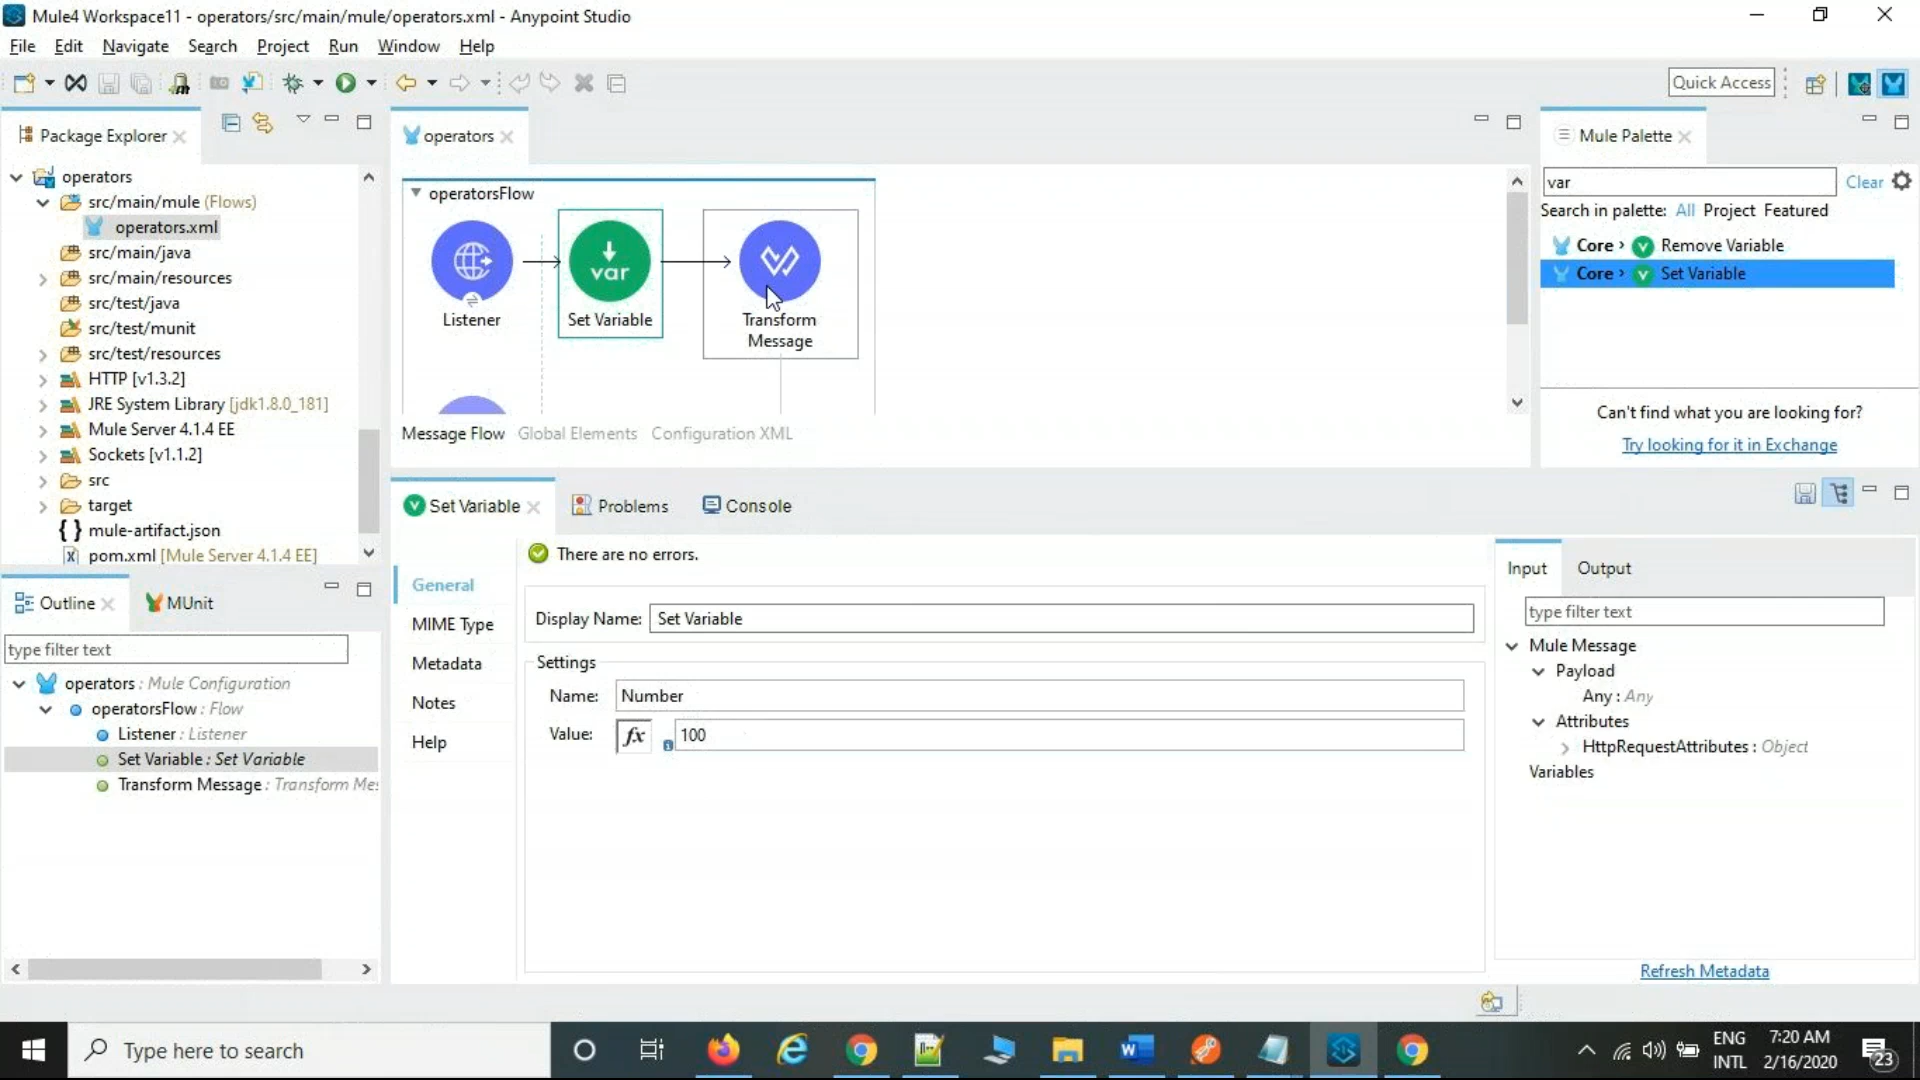 Mule4 Workspace11 - operators/src/main/mule/operators.xml - Anypoint Studio
File Edit Navigate Search Project Run Window Help
Quick Access
Package Explorer
operators
Mule Palette
operators
src/main/mule (Flows)
operators.xml
src/main/java
src/main/resources
src/test/java
src/test/munit
src/test/resources
HTTP [v1.3.2]
JRE System Library [jdk1.8.0_181]
Mule Server 4.1.4 EE
Sockets [v1.1.2]
src
target
mule-artifact.json
pom.xml [Mule Server 4.1.4 EE]
operatorsFlow
var
Listener
Set Variable
Transform
Message
Message Flow Global Elements Configuration XML
var
Clear
Search in palette: All Project Featured
Core › Remove Variable
Core › Set Variable
Can't find what you are looking for?
Try looking for it in Exchange
Outline
MUnit
type filter text
operators : Mule Configuration
operatorsFlow : Flow
Listener : Listener
Set Variable : Set Variable
Transform Message : Transform Me
Set Variable
Problems
Console
There are no errors.
General
MIME Type
Metadata
Notes
Help
Display Name: Set Variable
Settings
Name: Number
Value: fx 100
Input Output
type filter text
Mule Message
Payload
Any : Any
Attributes
HttpRequestAttributes : Object
Variables
Refresh Metadata
Type here to search
ENG
INTL
7:20 AM
2/16/2020
23